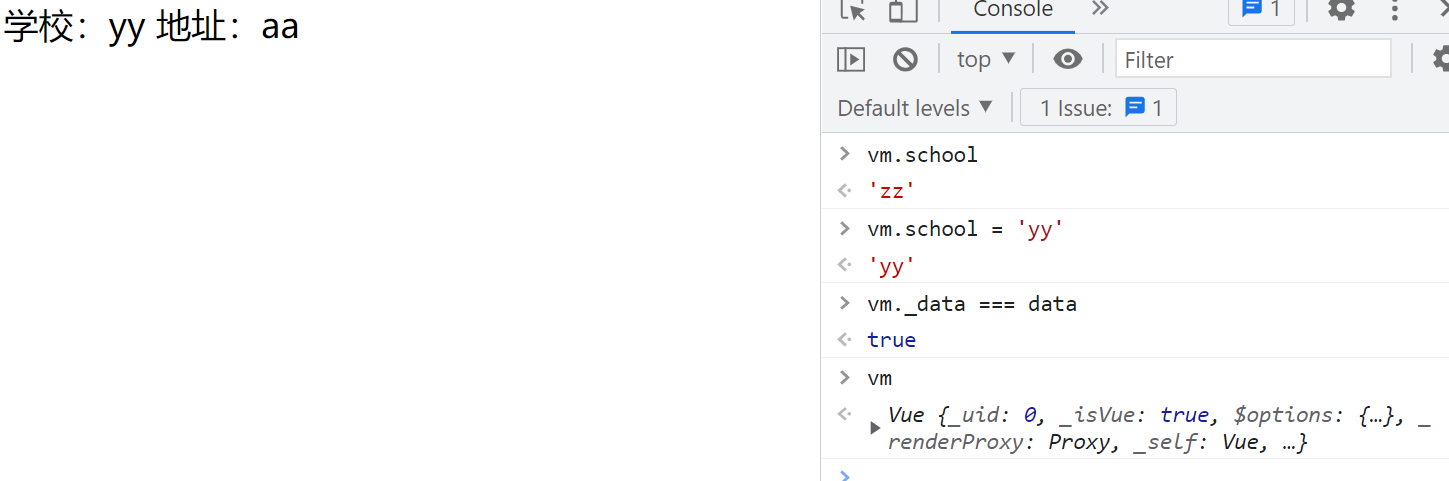 学校：yy 地址：aa
Console
1
top
Filter
Default levels
1 Issue:
1
vm.school
'zz'
vm.school = 'yy'
'yy'
vm._data === data
true
vm
Vue {_uid: 0, _isVue: true, $options: {…}, _
renderProxy: Proxy, _self: Vue, …}